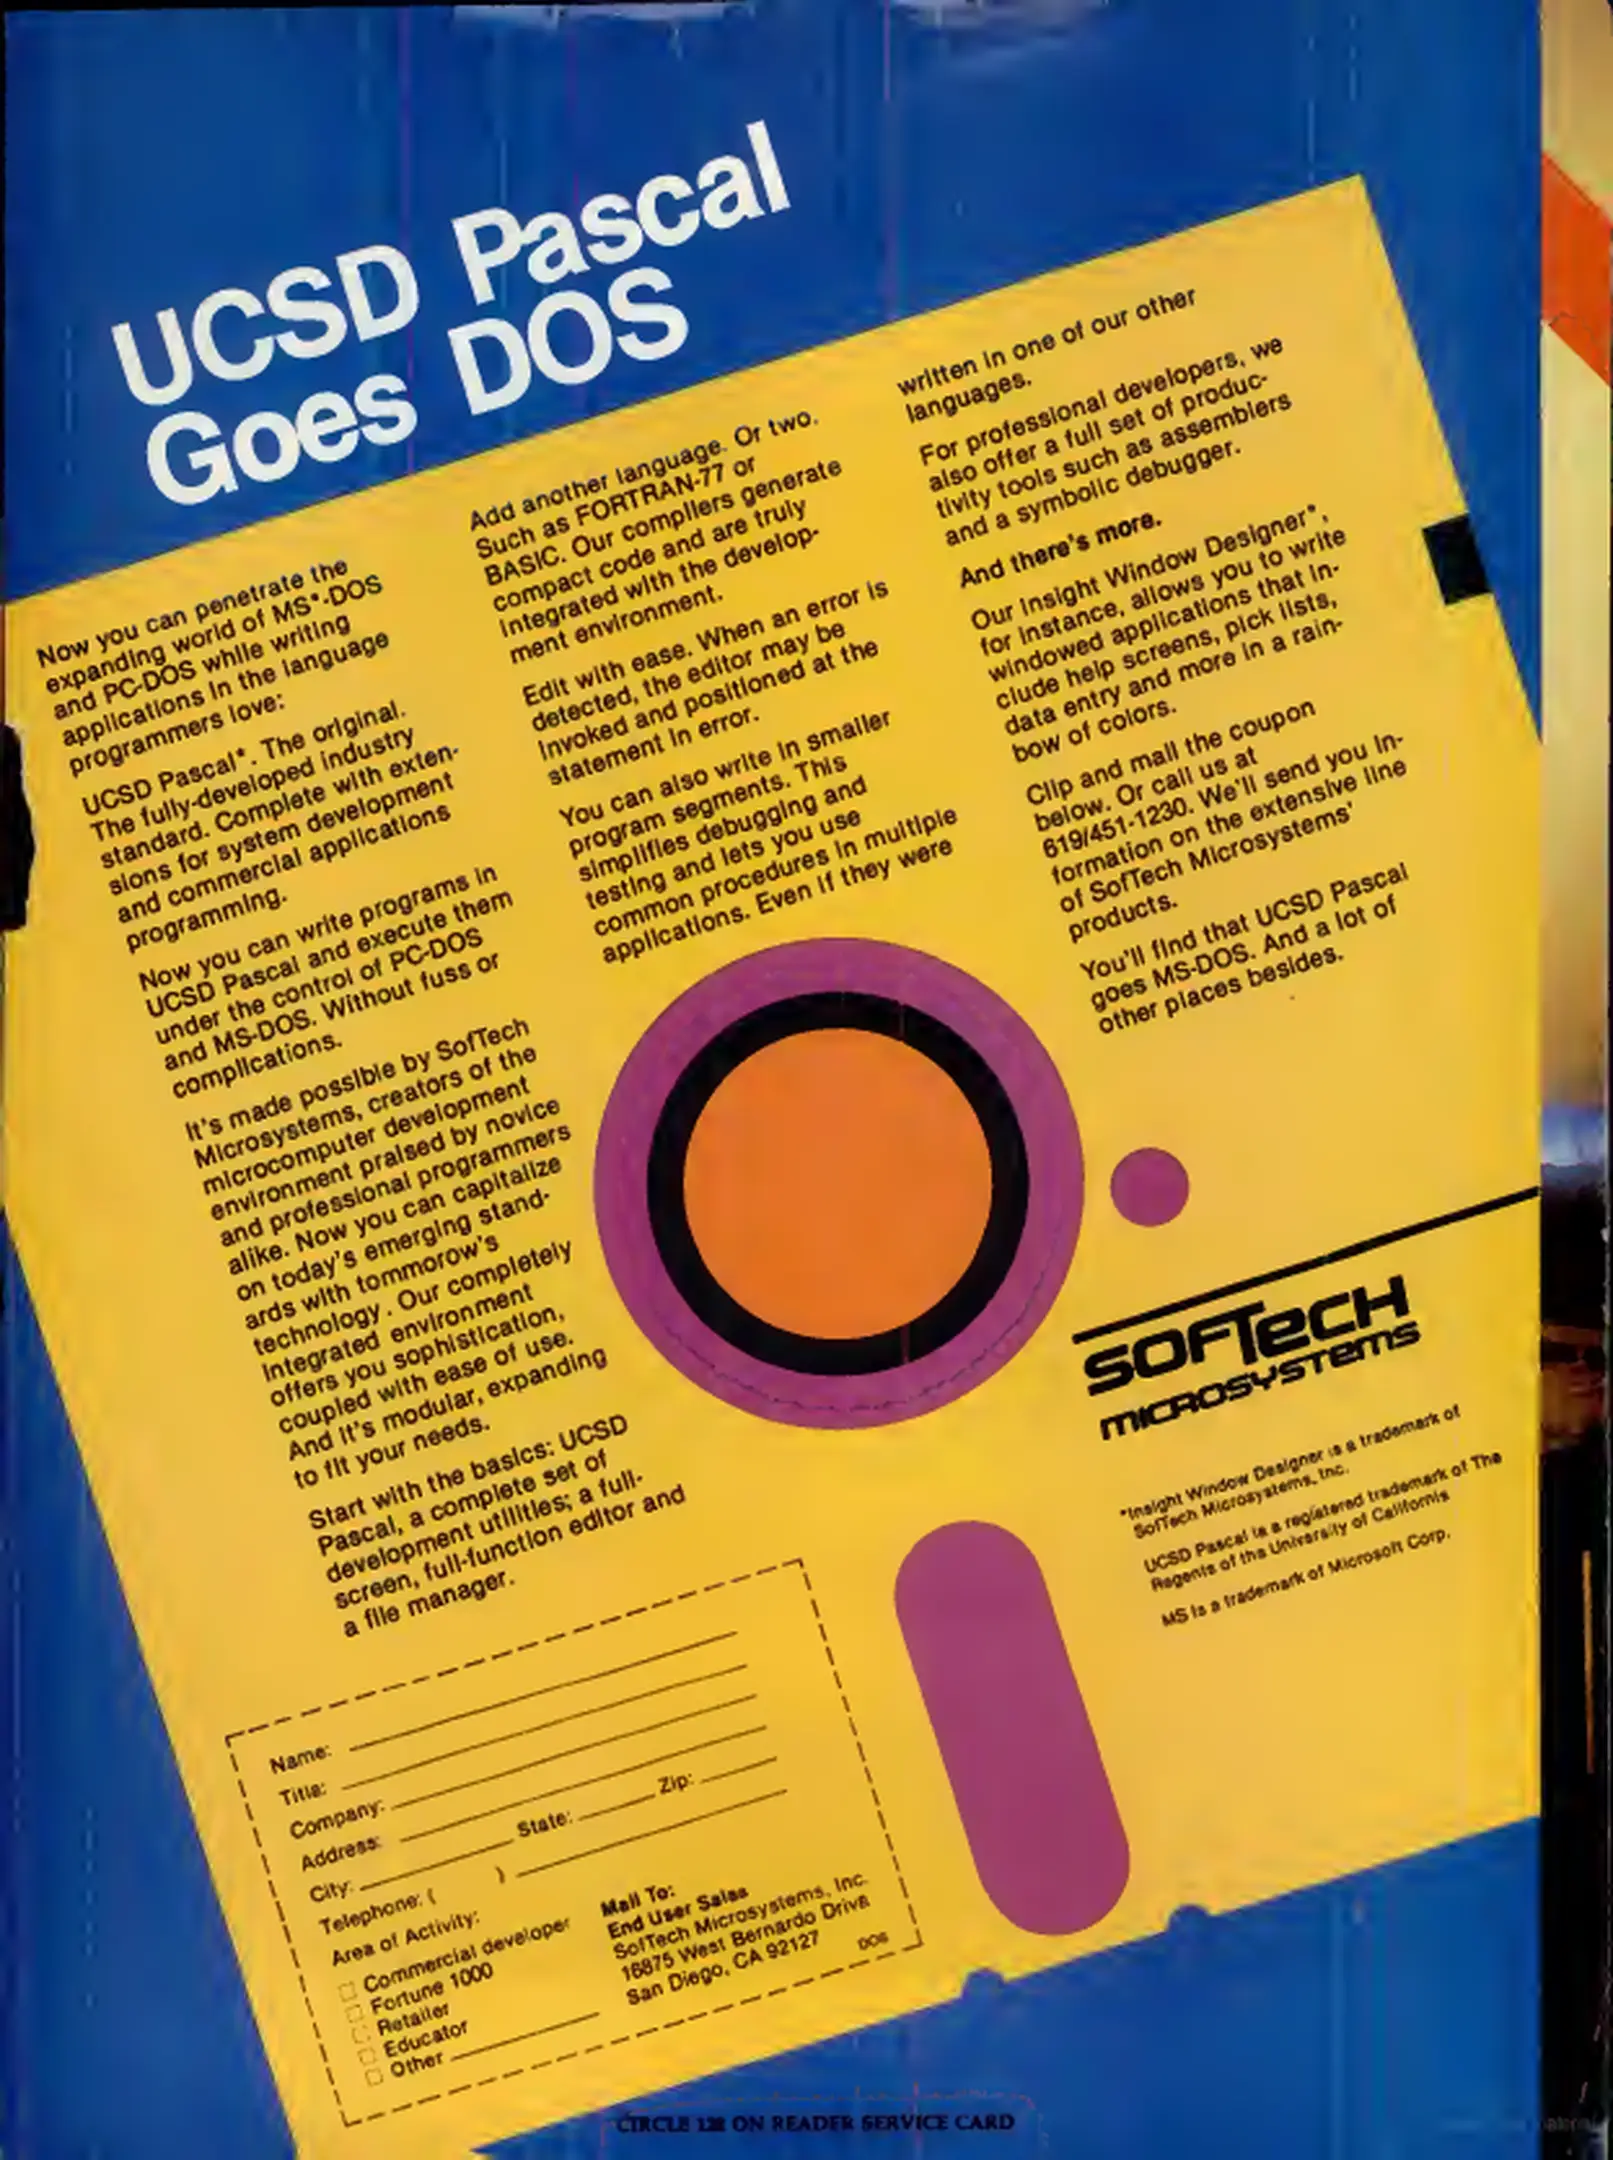 UCSD Pascal
Goes DOS
Now you can penetrate the
expanding world of MS*-DOS
and PC-DOS while writing
applications in the language
programmers love:
UCSD Pascal*. The original.
The fully-developed industry
standard. Complete with exten-
sions for system development
and commercial applications
programming.
Now you can write programs in
UCSD Pascal and execute them
under the control of PC-DOS
and MS-DOS. Without fuss or
complications.
It's made possible by SofTech
Microsystems, creators of the
microcomputer development
environment praised by novice
and professional programmers
alike. Now you can capitalize
on today's emerging stand-
ards with tommorow's
technology. Our completely
integrated environment
offers you sophistication,
coupled with ease of use.
And it's modular, expanding
to fit your needs.
Start with the basics: UCSD
Pascal, a complete set of
development utilities; a full-
screen, full-function editor and
a file manager.
Add another language. Or two.
Such as FORTRAN-77 or
BASIC. Our compilers generate
compact code and are truly
integrated with the develop-
ment environment.
Edit with ease. When an error is
detected, the editor may be
invoked and positioned at the
statement in error.
You can also write in smaller
program segments. This
simplifies debugging and
testing and lets you use
common procedures in multiple
applications. Even if they were
written in one of our other
languages.
For professional developers, we
also offer a full set of produc-
tivity tools such as assemblers
and a symbolic debugger.
And there's more.
Our Insight Window Designer*,
for instance, allows you to write
windowed applications that in-
clude help screens, pick lists,
data entry and more in a rain-
bow of colors.
Clip and mail the coupon
below. Or call us at
619/451-1230. We'll send you in-
formation on the extensive line
of SofTech Microsystems'
products.
You'll find that UCSD Pascal
goes MS-DOS. And a lot of
other places besides.
SOFTech
MICROSYSTEMS
*Insight Window Designer is a trademark of
SofTech Microsystems, Inc.
UCSD Pascal is a registered trademark of The
Regents of the University of California
MS is a trademark of Microsoft Corp.
Name:
Title:
Company:
Address:
City: State: Zip:
Telephone: ( )
Area of Activity:
Commercial developer
Fortune 1000
Retailer
Educator
Other
Mail To:
End User Sales
SofTech Microsystems, Inc.
16875 West Bernardo Drive
San Diego, CA 92127
DOS
CIRCLE 128 ON READER SERVICE CARD